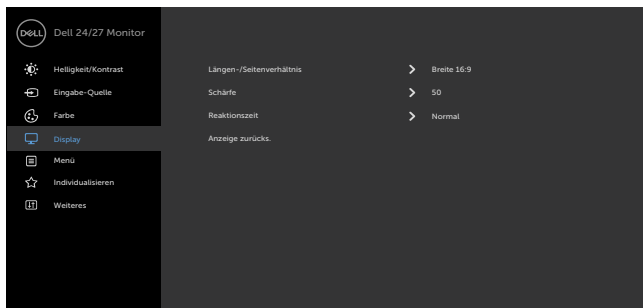 DELL
Dell 24/27 Monitor
Helligkeit/Kontrast
Eingabe-Quelle
Farbe
Display
Menü
Individualisieren
Weiteres
Längen-/Seitenverhältnis
Breite 16:9
Schärfe
50
Reaktionszeit
Normal
Anzeige zurücks.